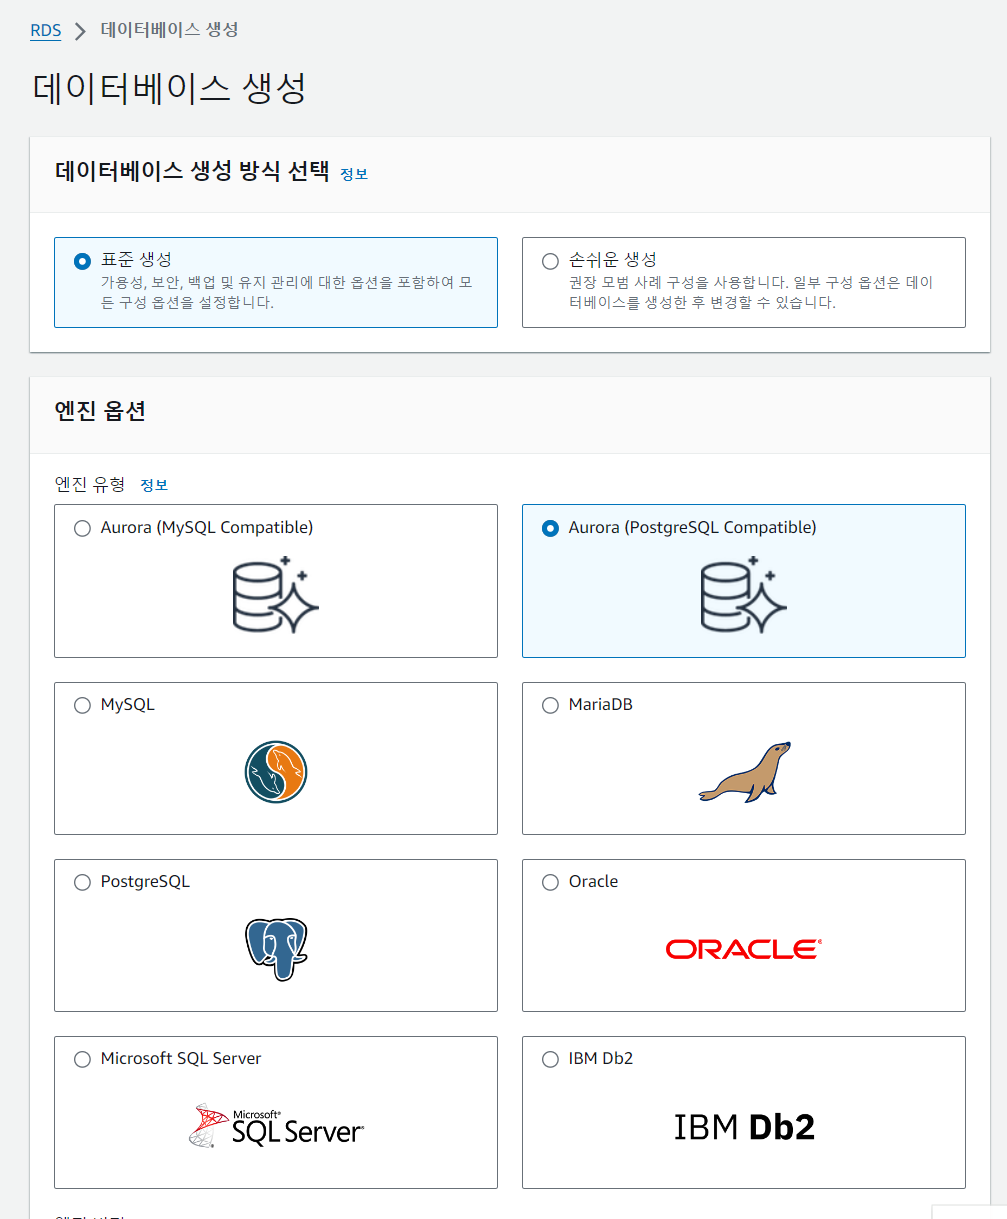 RDS > 데이터베이스 생성
데이터베이스 생성
데이터베이스 생성 방식 선택 정보
표준 생성
가용성, 보안, 백업 및 유지 관리에 대한 옵션을 포함하여 모
든 구성 옵션을 설정합니다.
손쉬운 생성
권장 모범 사례 구성을 사용합니다. 일부 구성 옵션은 데이
터베이스를 생성한 후 변경할 수 있습니다.
엔진 옵션
엔진 유형 정보
Aurora (MySQL Compatible)
Aurora (PostgreSQL Compatible)
MySQL
MariaDB
PostgreSQL
Oracle
ORACLE®
Microsoft SQL Server
Microsoft®
SQL Server®
IBM Db2
IBM Db2